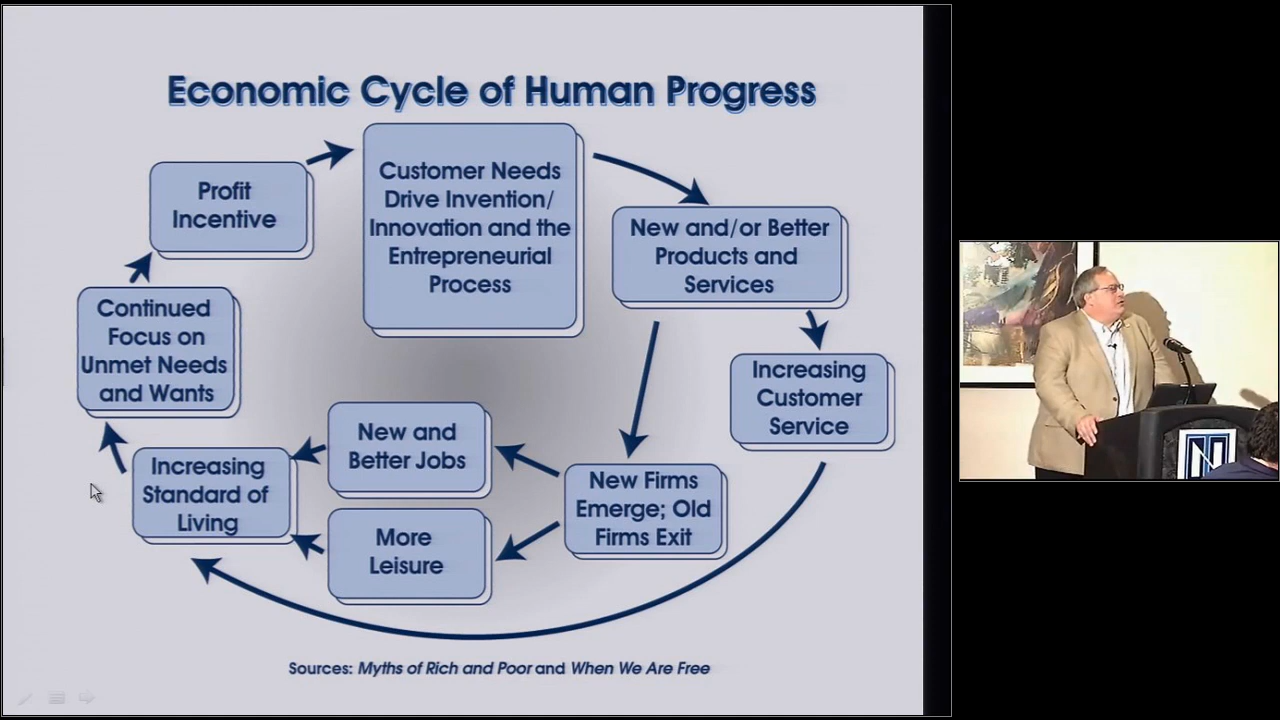 Economic Cycle of Human Progress
Profit
Incentive
Customer Needs
Drive Invention/
Innovation and the
Entrepreneurial
Process
New and/or Better
Products and
Services
Increasing
Customer
Service
New Firms
Emerge; Old
Firms Exit
New and
Better Jobs
More
Leisure
Increasing
Standard of
Living
Continued
Focus on
Unmet Needs
and Wants
Sources: Myths of Rich and Poor and When We Are Free
N